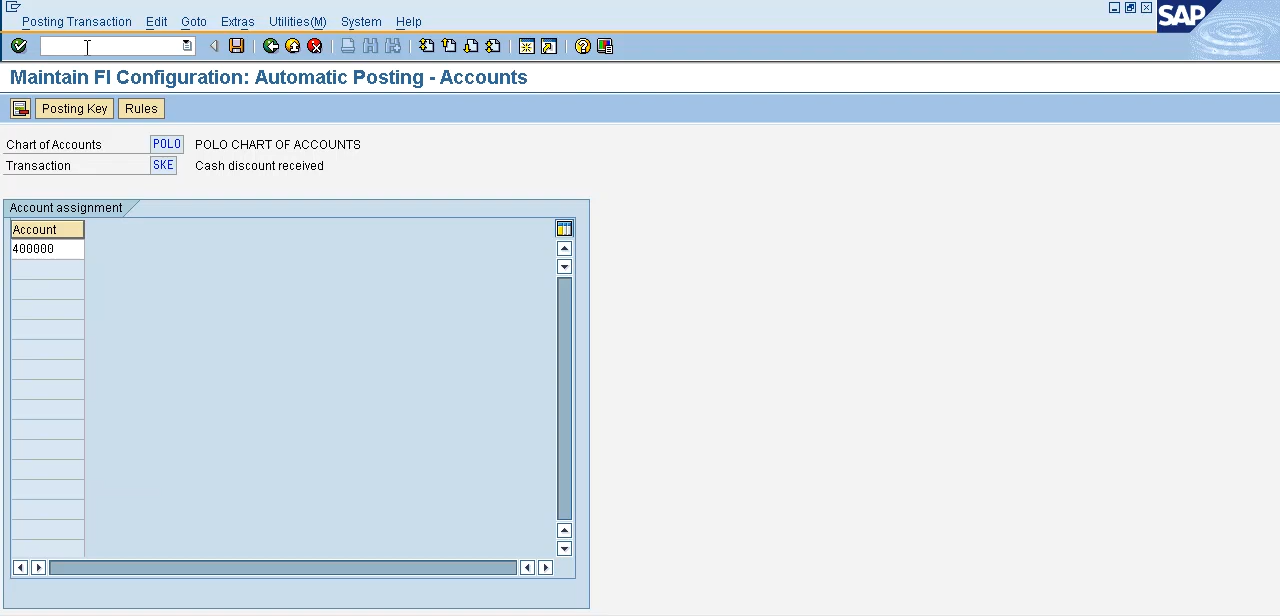 Posting Transaction Edit Goto Extras Utilities(M) System Help
SAP
Maintain FI Configuration: Automatic Posting - Accounts
Posting Key Rules
Chart of Accounts POLO POLO CHART OF ACCOUNTS
Transaction SKE Cash discount received
Account assignment
Account
400000